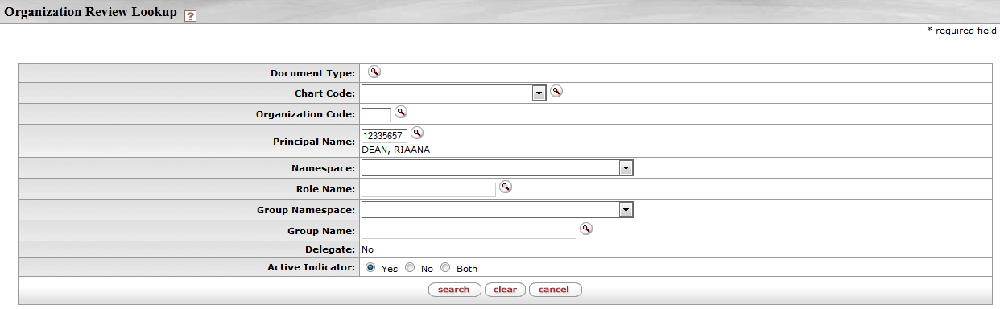 Organization Review Lookup ?
* required field
Document Type:
Chart Code:
Organization Code:
Principal Name: 12335657
DEAN, RIAANA
Namespace:
Role Name:
Group Namespace:
Group Name:
Delegate: No
Active Indicator: Yes No Both
search clear cancel